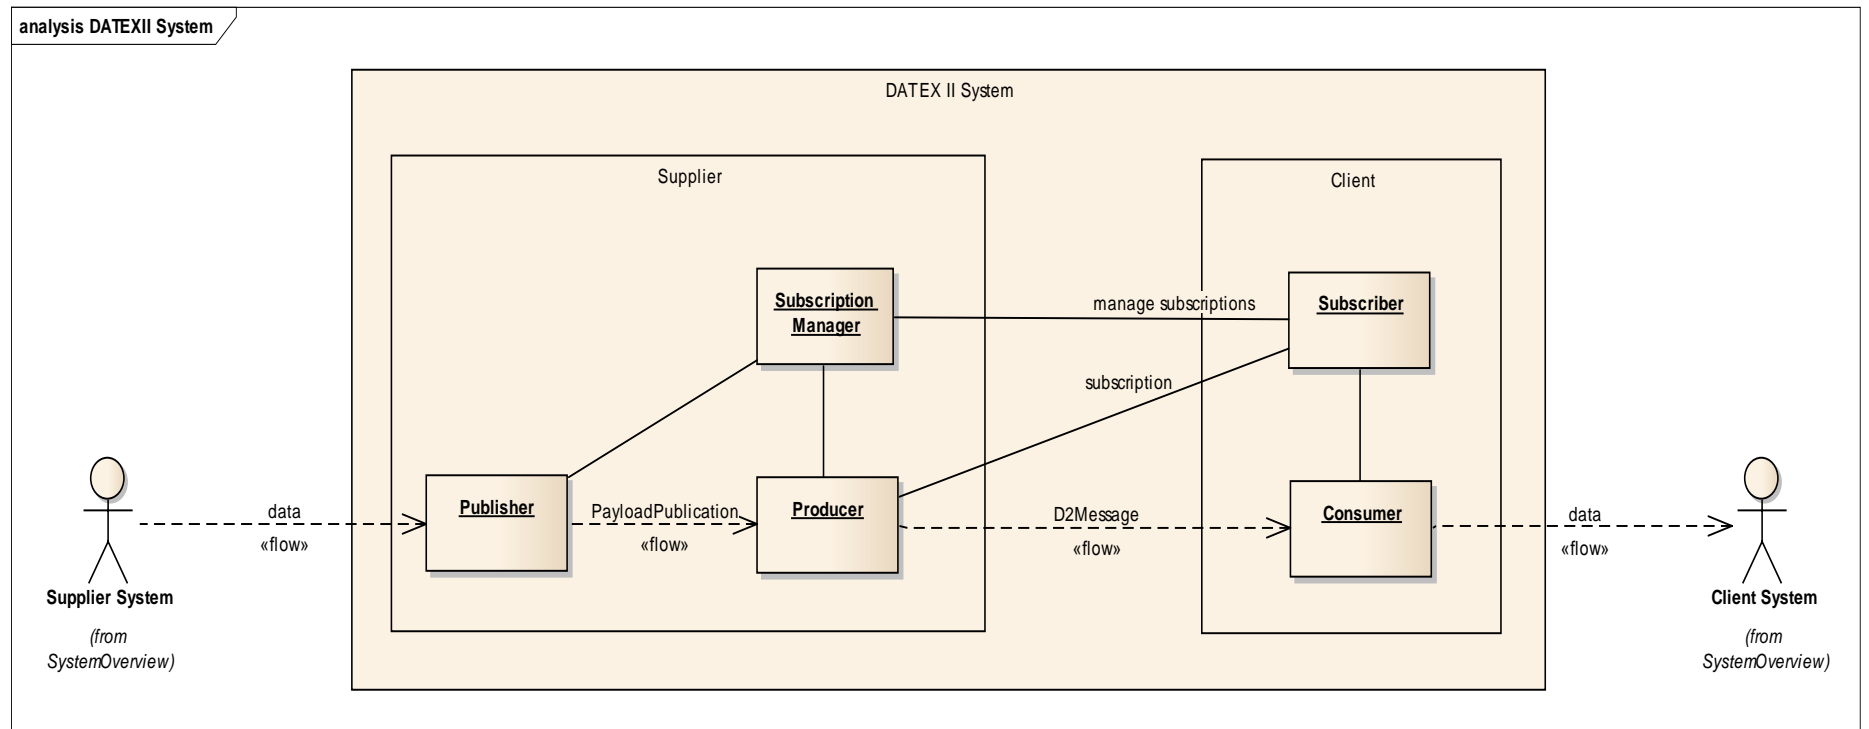 analysis DATEXII System
DATEX II System
Supplier
Client
Subscription
Manager
manage subscriptions
Subscriber
subscription
Publisher
PayloadPublication
«flow»
Producer
D2Message
«flow»
Consumer
data
«flow»
data
«flow»
Supplier System
(from
SystemOverview)
Client System
(from
SystemOverview)